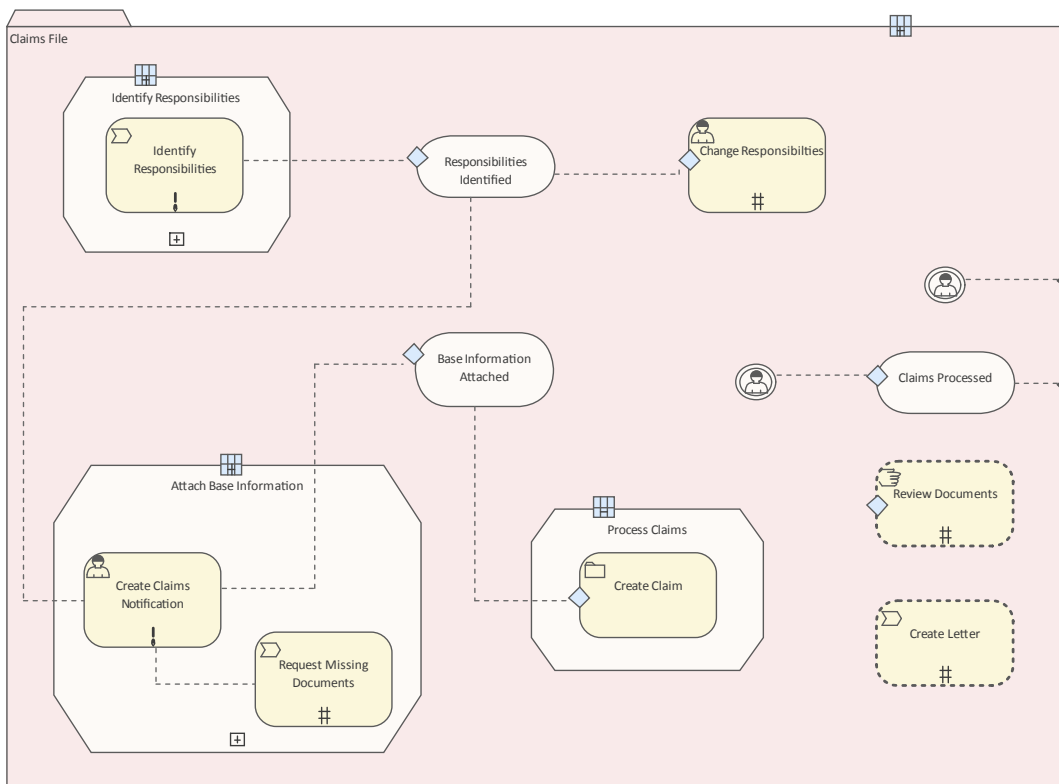 Claims File
Identify Responsibilities
Identify
Responsibilities
Responsibilities
Identified
Change Responsibilties
Base Information
Attached
Claims Processed
Attach Base Information
Create Claims
Notification
Request Missing
Documents
Process Claims
Create Claim
Review Documents
Create Letter